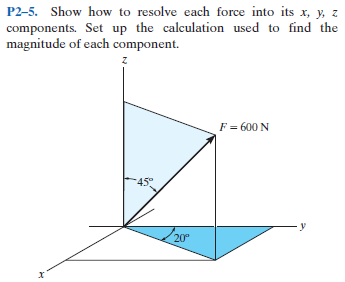 P2–5. Show how to resolve each force into its x, y, z
components. Set up the calculation used to find the
magnitude of each component.
z
F = 600 N
45°
y
20°
x